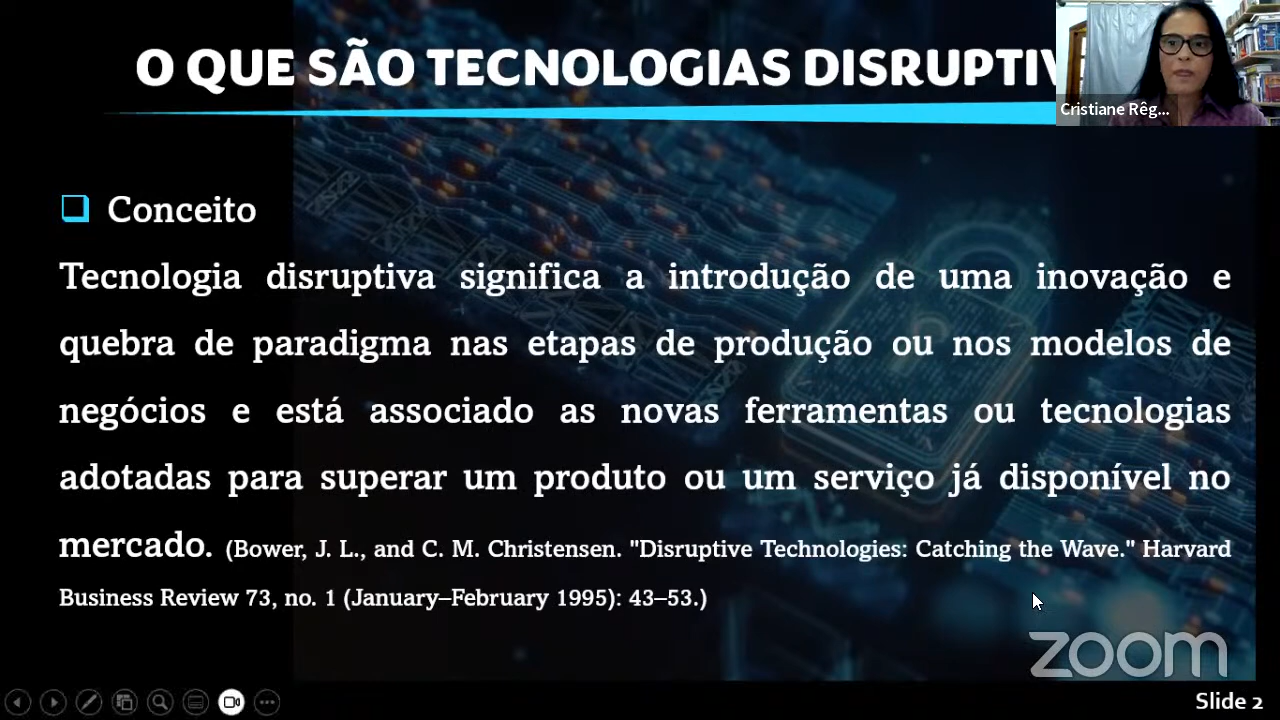 O QUE SÃO TECNOLOGIAS DISRUPTIV
Cristiane Rêg...
Conceito
Tecnologia disruptiva significa a introdução de uma inovação e
quebra de paradigma nas etapas de produção ou nos modelos de
negócios e está associado as novas ferramentas ou tecnologias
adotadas para superar um produto ou um serviço já disponível no
mercado. (Bower, J. L., and C. M. Christensen. "Disruptive Technologies: Catching the Wave." Harvard
Business Review 73, no. 1 (January–February 1995): 43–53.)
zoom
Slide 2